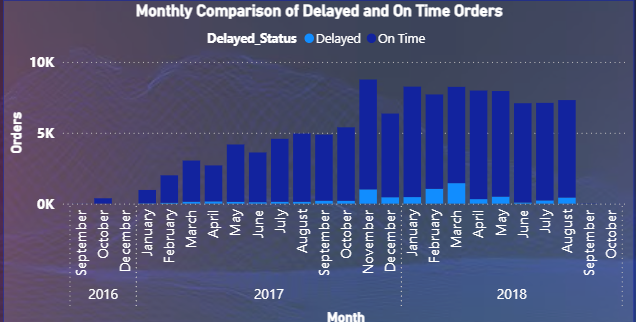 Monthly Comparison of Delayed and On Time Orders
Delayed_Status Delayed On Time
10K
5K
0K
Orders
September
October
December
January
February
March
April
May
June
July
August
September
October
November
December
January
February
March
April
May
June
July
August
September
October
2016 2017 2018
Month